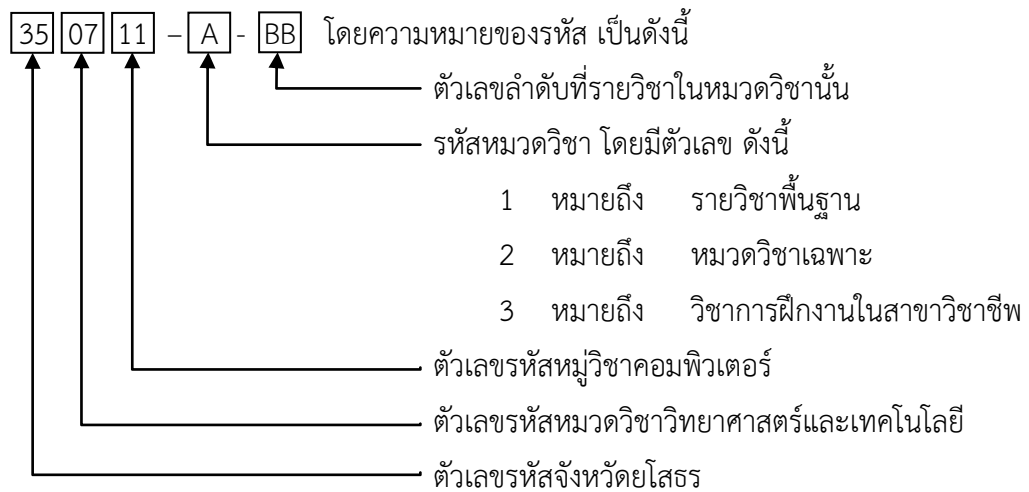 35 07 11 – A - BB โดยความหมายของรหัส เป็นดังนี้
ตัวเลขลำดับที่รายวิชาในหมวดวิชานั้น
รหัสหมวดวิชา โดยมีตัวเลข ดังนี้
1 หมายถึง รายวิชาพื้นฐาน
2 หมายถึง หมวดวิชาเฉพาะ
3 หมายถึง วิชาการฝึกงานในสาขาวิชาชีพ
ตัวเลขรหัสหมู่วิชาคอมพิวเตอร์
ตัวเลขรหัสหมวดวิชาวิทยาศาสตร์และเทคโนโลยี
ตัวเลขรหัสจังหวัดยโสธร